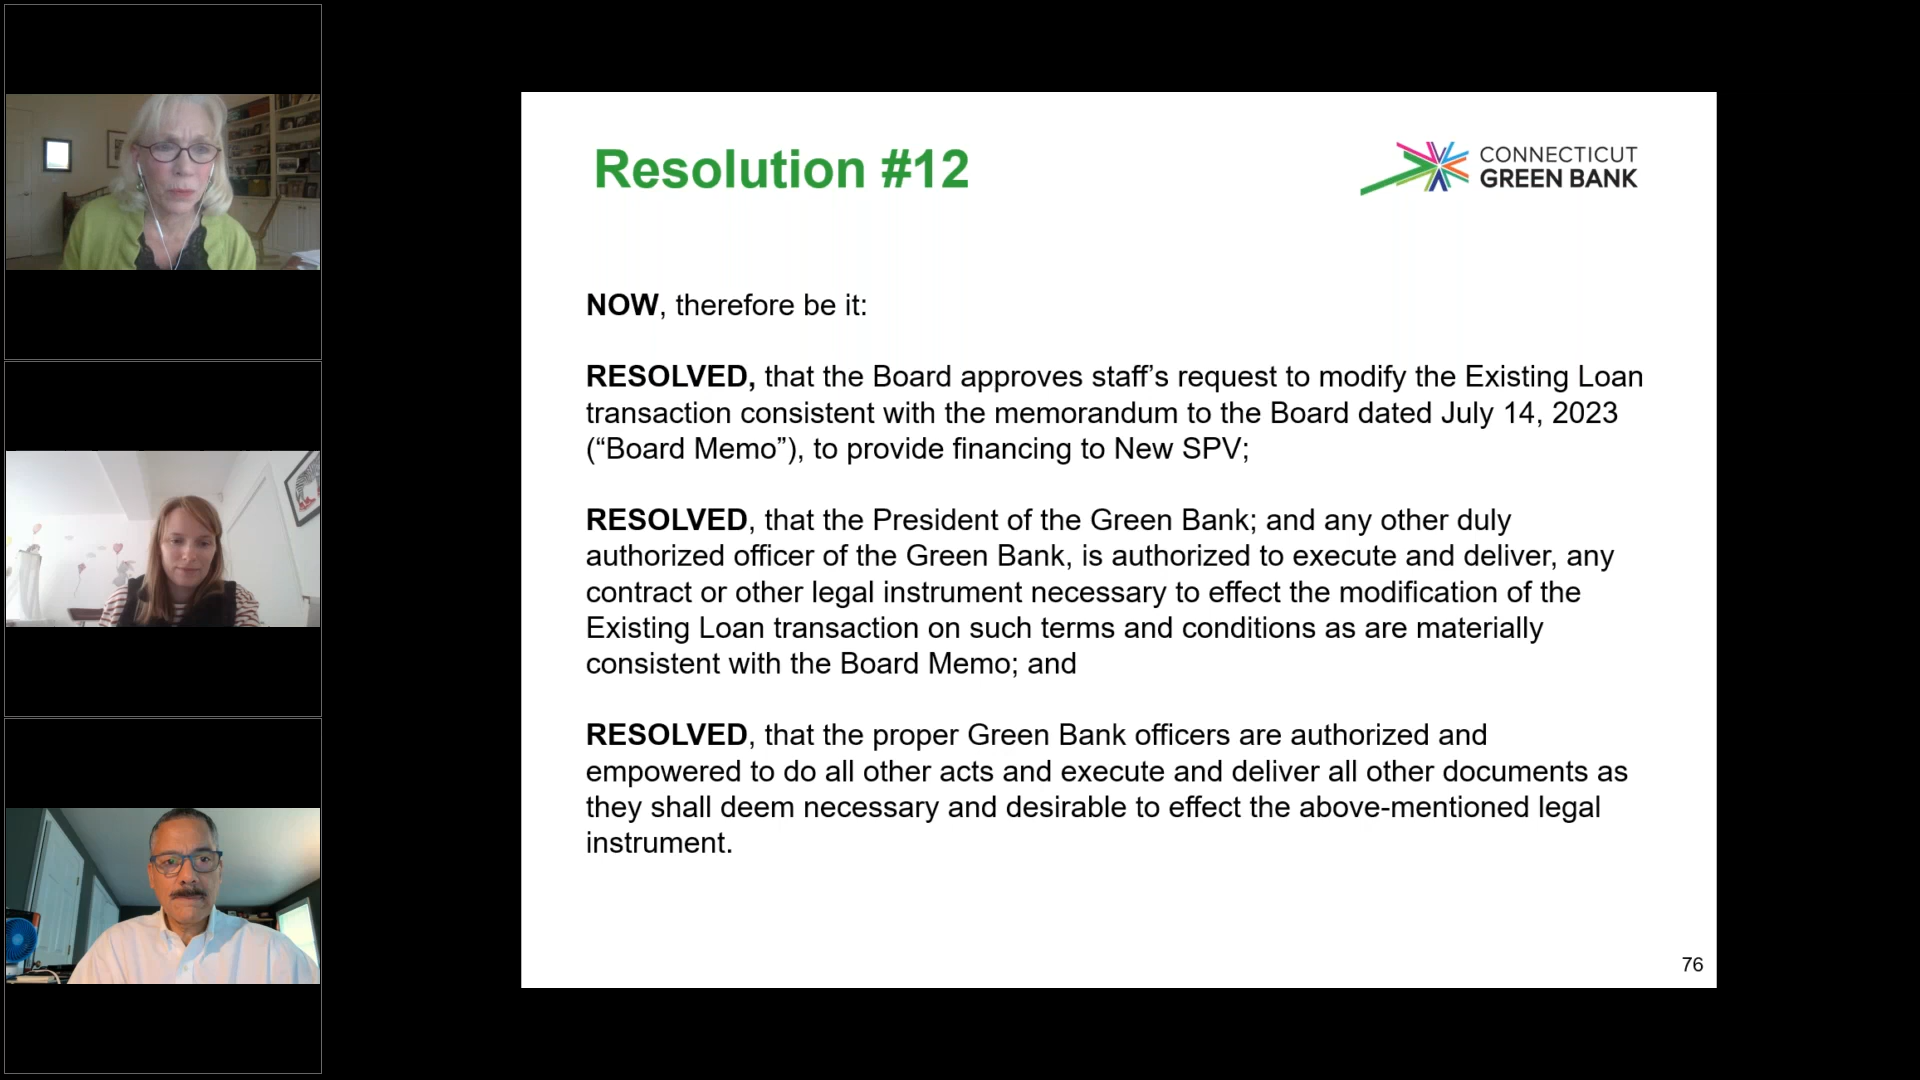 Resolution #12
CONNECTICUT
GREEN BANK
NOW, therefore be it:
RESOLVED, that the Board approves staff’s request to modify the Existing Loan
transaction consistent with the memorandum to the Board dated July 14, 2023
(“Board Memo”), to provide financing to New SPV;
RESOLVED, that the President of the Green Bank; and any other duly
authorized officer of the Green Bank, is authorized to execute and deliver, any
contract or other legal instrument necessary to effect the modification of the
Existing Loan transaction on such terms and conditions as are materially
consistent with the Board Memo; and
RESOLVED, that the proper Green Bank officers are authorized and
empowered to do all other acts and execute and deliver all other documents as
they shall deem necessary and desirable to effect the above-mentioned legal
instrument.
76